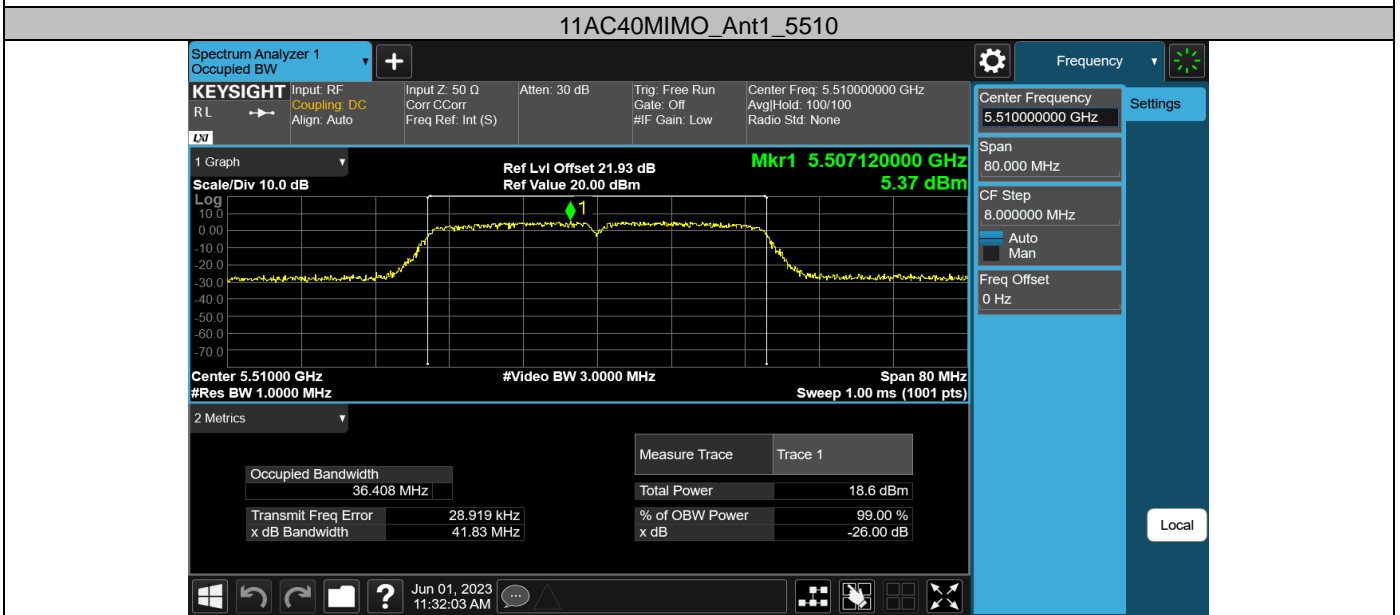 11AC40MIMO_Ant1_5510
Spectrum Analyzer 1
Occupied BW
Frequency
KEYSIGHT
RL
LXI
Input: RF
Coupling: DC
Align: Auto
Input Z: 50 Ω
Corr CCorr
Freq Ref: Int (S)
Atten: 30 dB
Trig: Free Run
Gate: Off
#IF Gain: Low
Center Freq: 5.510000000 GHz
Avg|Hold: 100/100
Radio Std: None
Center Frequency
5.510000000 GHz
Settings
Span
80.000 MHz
CF Step
8.000000 MHz
Auto
Man
Freq Offset
0 Hz
Local
1 Graph
Ref Lvl Offset 21.93 dB
Mkr1 5.507120000 GHz
Scale/Div 10.0 dB
Ref Value 20.00 dBm
5.37 dBm
Log
1
10.0
0.00
-10.0
-20.0
-30.0
-40.0
-50.0
-60.0
-70.0
Center 5.51000 GHz
#Video BW 3.0000 MHz
Span 80 MHz
#Res BW 1.0000 MHz
Sweep 1.00 ms (1001 pts)
2 Metrics
Measure Trace
Trace 1
Occupied Bandwidth
36.408 MHz
Total Power
18.6 dBm
Transmit Freq Error
28.919 kHz
% of OBW Power
99.00 %
x dB Bandwidth
41.83 MHz
x dB
-26.00 dB
?
Jun 01, 2023
11:32:03 AM